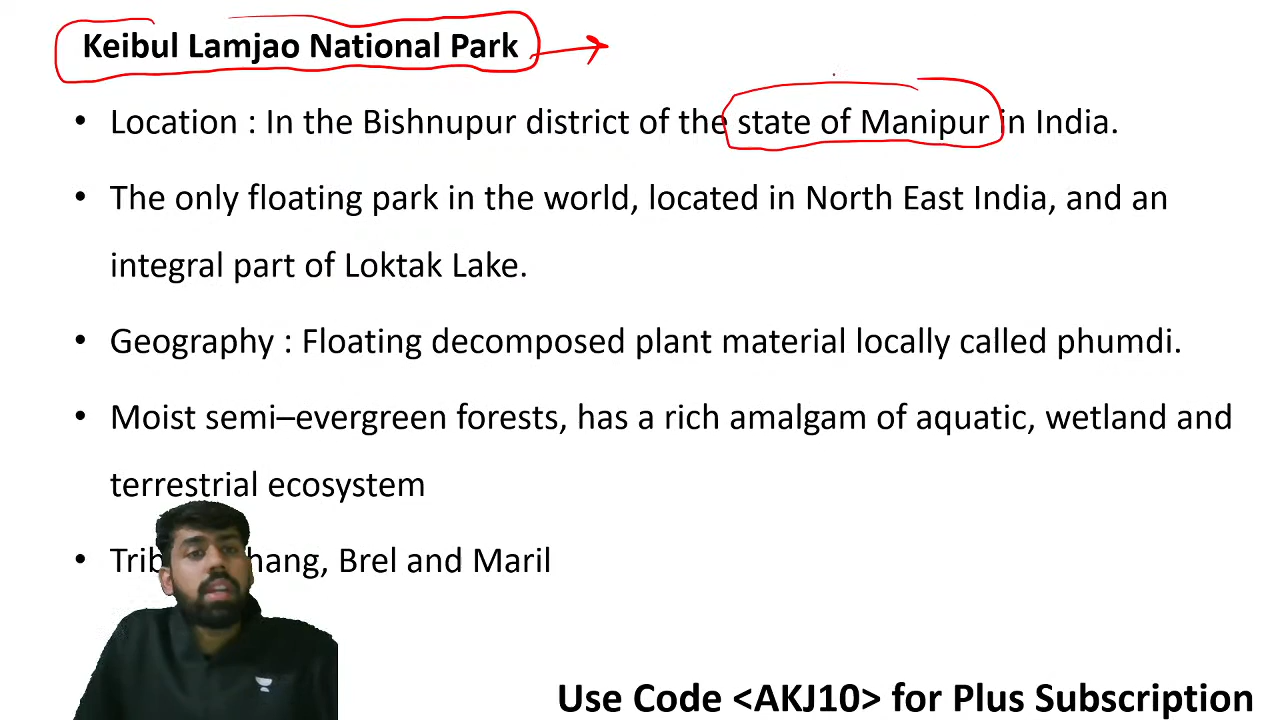 Keibul Lamjao National Park
• Location : In the Bishnupur district of the state of Manipur in India.
• The only floating park in the world, located in North East India, and an
integral part of Loktak Lake.
• Geography : Floating decomposed plant material locally called phumdi.
• Moist semi–evergreen forests, has a rich amalgam of aquatic, wetland and
terrestrial ecosystem
• Brel and Maril
Use Code <AKJ10> for Plus Subscription